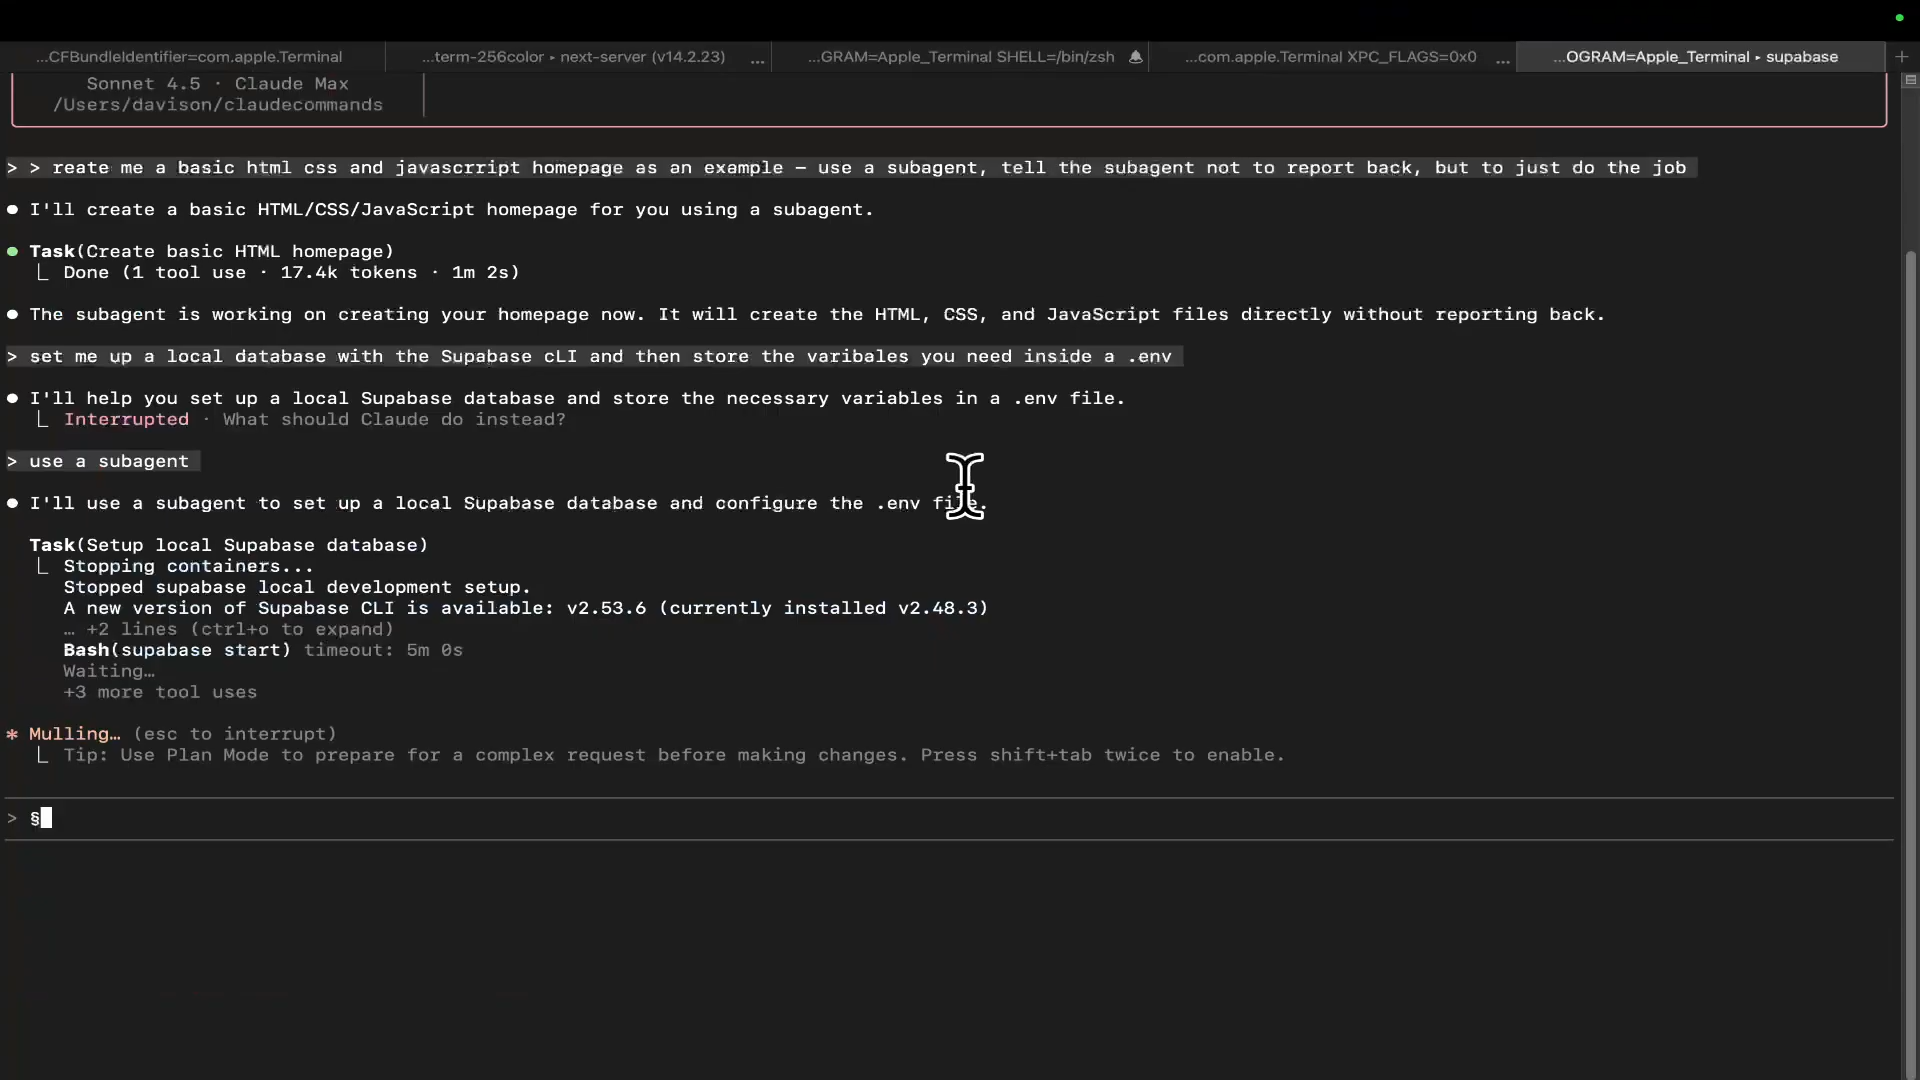 ...CFBundleIdentifier=com.apple.Terminal
...term-256color ▸ next-server (v14.2.23) ...
...GRAM=Apple_Terminal SHELL=/bin/zsh
...com.apple.Terminal XPC_FLAGS=0x0 ...
...OGRAM=Apple_Terminal ▸ supabase +
Sonnet 4.5 · Claude Max
/Users/davison/claudecommands
> > reate me a basic html css and javascrript homepage as an example – use a subagent, tell the subagent not to report back, but to just do the job
● I'll create a basic HTML/CSS/JavaScript homepage for you using a subagent.
● Task(Create basic HTML homepage)
⎿ Done (1 tool use · 17.4k tokens · 1m 2s)
● The subagent is working on creating your homepage now. It will create the HTML, CSS, and JavaScript files directly without reporting back.
> set me up a local database with the Supabase cLI and then store the varibales you need inside a .env
● I'll help you set up a local Supabase database and store the necessary variables in a .env file.
⎿ Interrupted · What should Claude do instead?
> use a subagent
● I'll use a subagent to set up a local Supabase database and configure the .env file.
Task(Setup local Supabase database)
⎿ Stopping containers...
Stopped supabase local development setup.
A new version of Supabase CLI is available: v2.53.6 (currently installed v2.48.3)
… +2 lines (ctrl+o to expand)
Bash(supabase start) timeout: 5m 0s
Waiting…
+3 more tool uses
* Mulling… (esc to interrupt)
⎿ Tip: Use Plan Mode to prepare for a complex request before making changes. Press shift+tab twice to enable.
> §